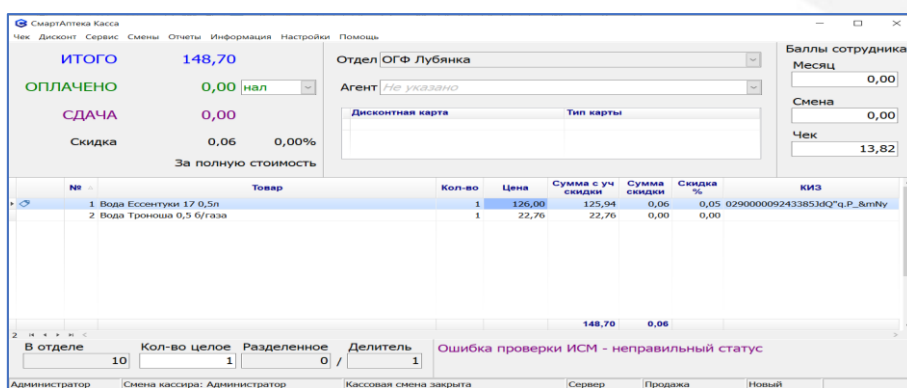 СмартАптека Касса
Чек Дисконт Сервис Смены Отчеты Информация Настройки Помощь
ИТОГО 148,70
ОПЛАЧЕНО 0,00 нал
СДАЧА 0,00
Скидка 0,06 0,00%
За полную стоимость
Отдел ОГФ Лубянка
Агент Не указано
Дисконтная карта Тип карты
Баллы сотрудника
Месяц
0,00
Смена
0,00
Чек
13,82
№ Товар Кол-во Цена Сумма с уч скидки Сумма скидки Скидка % КИЗ
1 Вода Ессентуки 17 0,5л 1 126,00 125,94 0,06 0,05 029000009243385JdQ"q.P_&mNy
2 Вода Троноша 0,5 б/газа 1 22,76 22,76 0,00 0,00
148,70 0,06
2
В отделе Кол-во целое Разделенное Делитель
10 1 0 / 1
Ошибка проверки ИСМ - неправильный статус
Администратор Смена кассира: Администратор Кассовая смена закрыта Сервер Продажа Новый